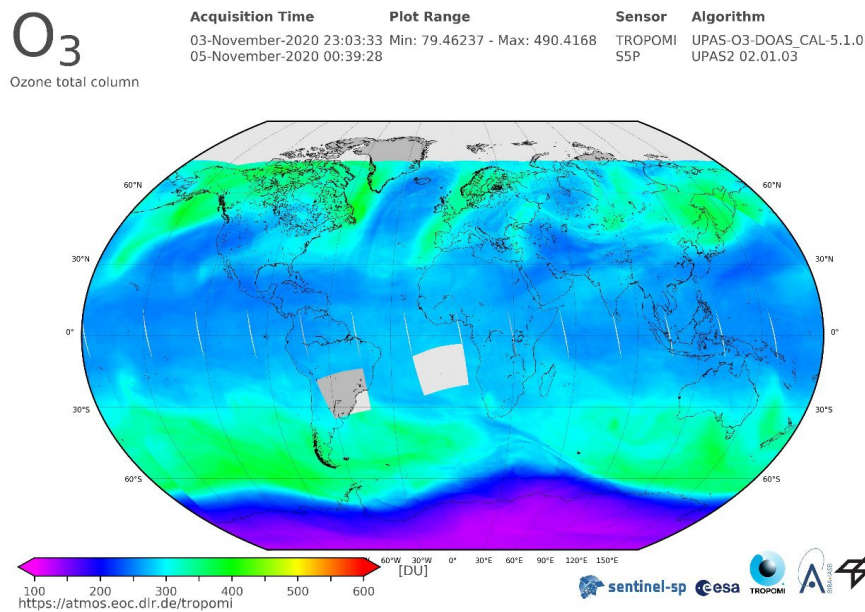 O3
Ozone total column
Acquisition Time
03-November-2020 23:03:33
05-November-2020 00:39:28
Plot Range
Min: 79.46237 - Max: 490.4168
Sensor
TROPOMI
S5P
Algorithm
UPAS-O3-DOAS_CAL-5.1.0
UPAS2 02.01.03
60°N 60°N
30°N 30°N
0° 0°
30°S 30°S
60°S 60°S
60°W 30°W 0° 30°E 60°E 90°E 120°E 150°E
[DU]
100 200 300 400 500 600
https://atmos.eoc.dlr.de/tropomi
sentinel-5p
esa
TROPOMI
BIRA-IASB